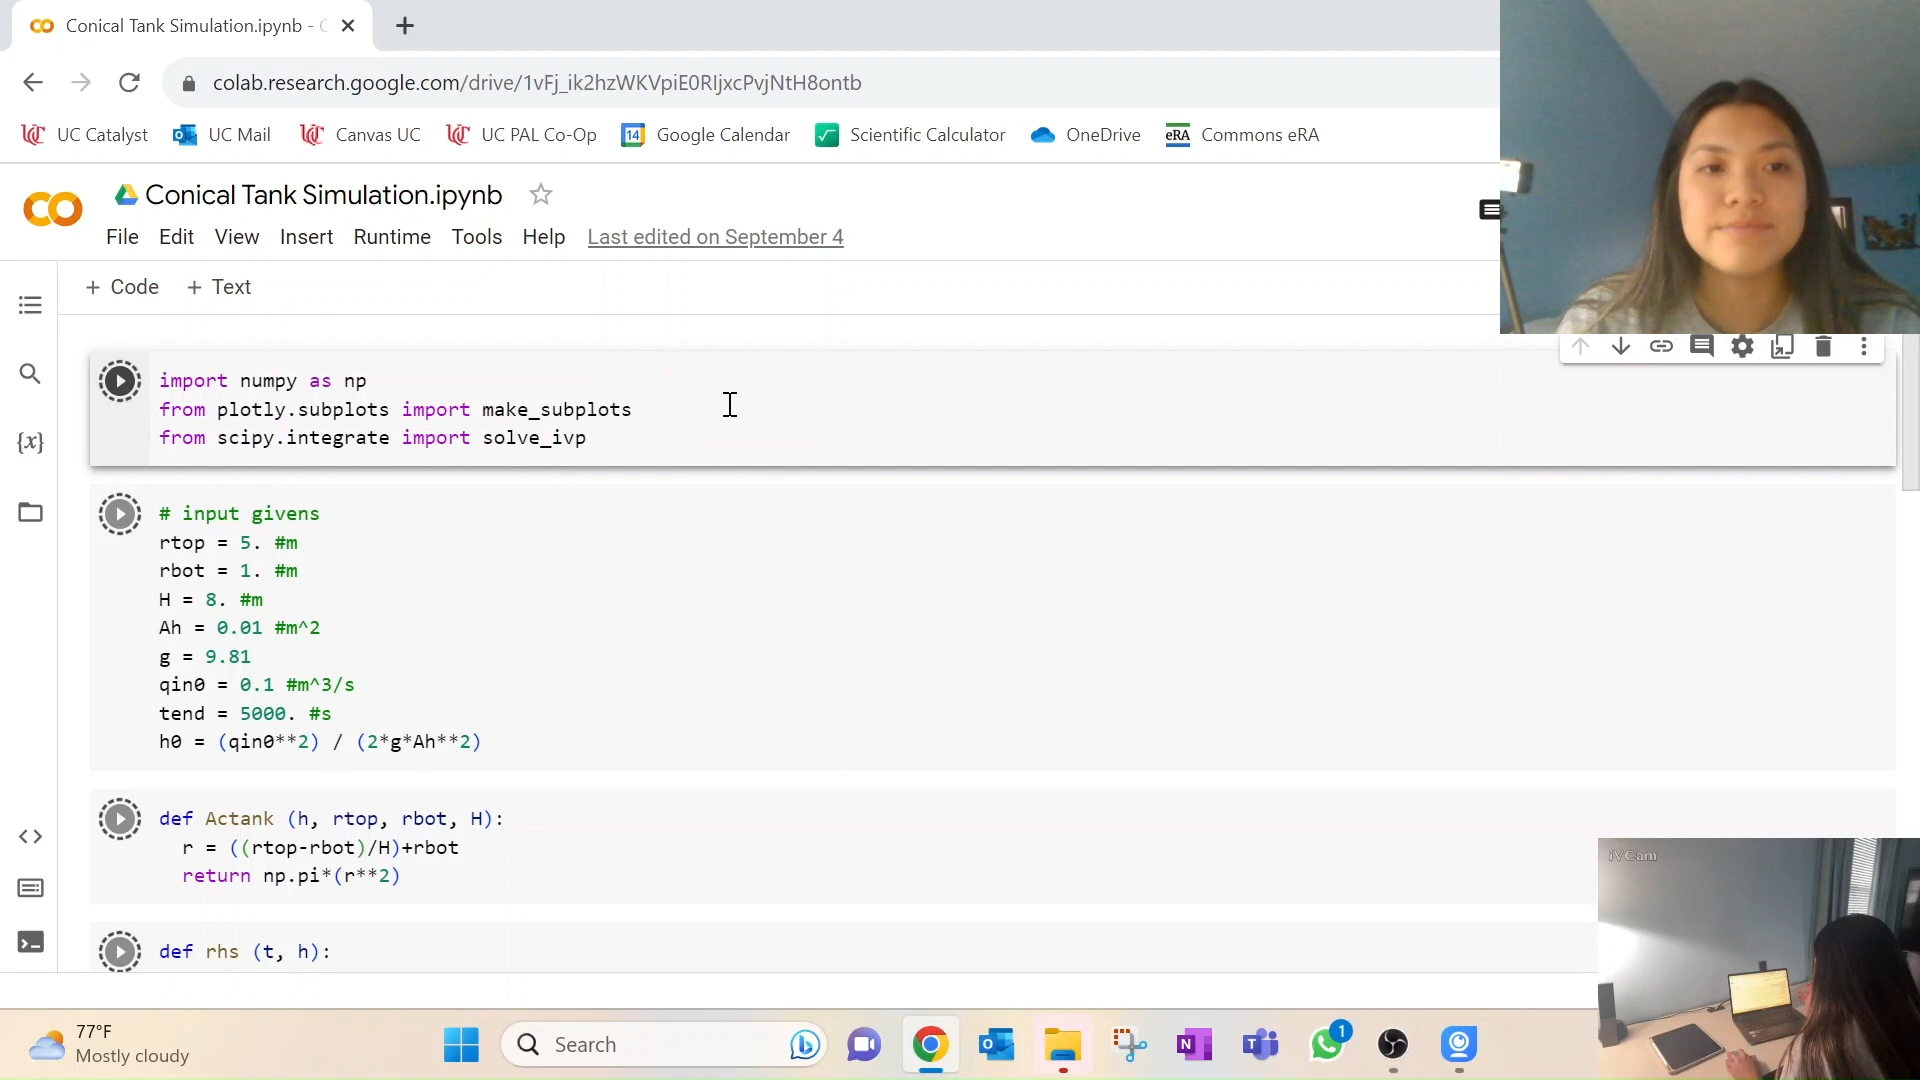 Conical Tank Simulation.ipynb - C
colab.research.google.com/drive/1vFj_ik2hzWKVpiE0RIjxcPvjNtH8ontb
UC Catalyst UC Mail Canvas UC UC PAL Co-Op 14 Google Calendar Scientific Calculator OneDrive eRA Commons eRA
Conical Tank Simulation.ipynb
File Edit View Insert Runtime Tools Help Last edited on September 4
+ Code + Text
import numpy as np
from plotly.subplots import make_subplots
from scipy.integrate import solve_ivp
{x}
# input givens
rtop = 5. #m
rbot = 1. #m
H = 8. #m
Ah = 0.01 #m^2
g = 9.81
qin0 = 0.1 #m^3/s
tend = 5000. #s
h0 = (qin0**2) / (2*g*Ah**2)
def Actank (h, rtop, rbot, H):
r = ((rtop-rbot)/H)+rbot
return np.pi*(r**2)
def rhs (t, h):
iVCam
77°F
Mostly cloudy
Search
1